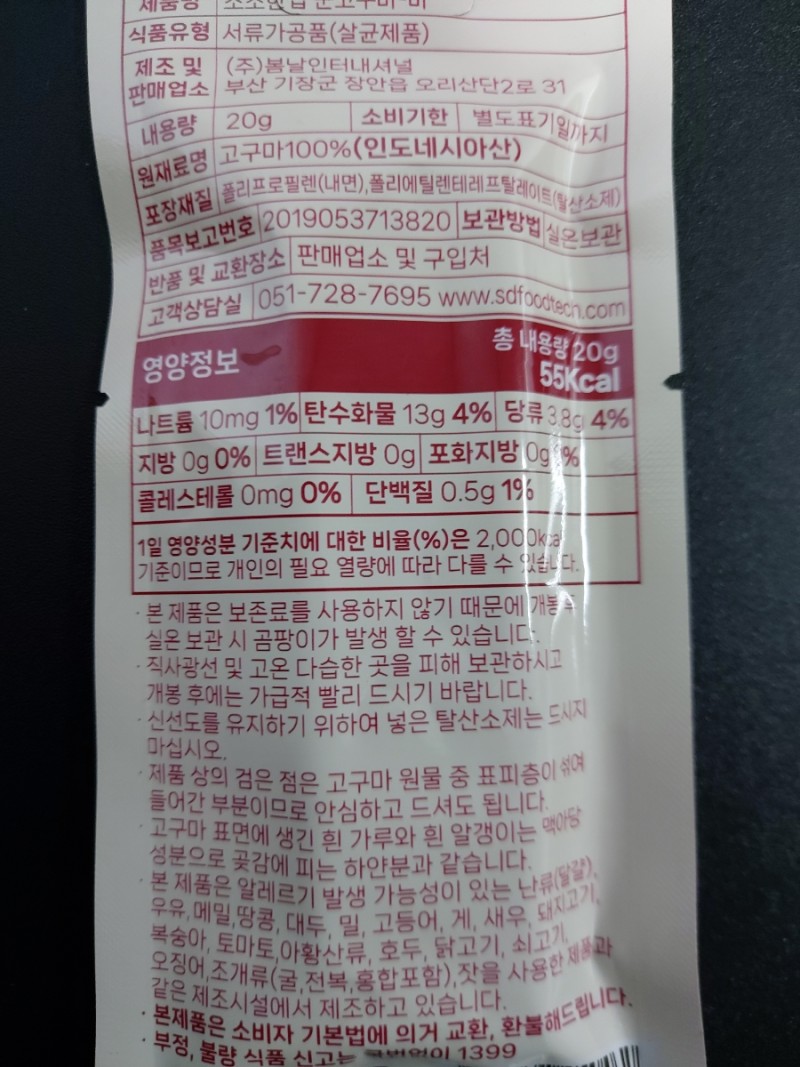 제품명
식품유형 서류가공품(살균제품)
제조 및 판매업소 (주)봄날인터내셔널
부산 기장군 장안읍 오리산단2로 31
내용량 20g 소비기한 별도표기일까지
원재료명 고구마100%(인도네시아산)
포장재질 폴리프로필렌(내면),폴리에틸렌테레프탈레이트(탈산소제)
품목보고번호 2019053713820 보관방법 실온보관
반품 및 교환장소 판매업소 및 구입처
고객상담실 051-728-7695 www.sdfoodtech.com
영양정보 총 내용량 20g
55Kcal
나트륨 10mg 1% 탄수화물 13g 4% 당류 3.8g 4%
지방 0g 0% 트랜스지방 0g 포화지방 0g %
콜레스테롤 0mg 0% 단백질 0.5g 1%
1일 영양성분 기준치에 대한 비율(%)은 2,000kcal
기준이므로 개인의 필요 열량에 따라 다를 수 있습니다.
· 본 제품은 보존료를 사용하지 않기 때문에 개봉후
실온 보관 시 곰팡이가 발생 할 수 있습니다.
· 직사광선 및 고온 다습한 곳을 피해 보관하시고
개봉 후에는 가급적 빨리 드시기 바랍니다.
· 신선도를 유지하기 위하여 넣은 탈산소제는 드시지
마십시오.
· 제품 상의 검은 점은 고구마 원물 중 표피층이 섞여
들어간 부분이므로 안심하고 드셔도 됩니다.
· 고구마 표면에 생긴 흰 가루와 흰 알갱이는 맥아당
성분으로 곶감에 피는 하얀분과 같습니다.
· 본 제품은 알레르기 발생 가능성이 있는 난류(달걀),
우유,메밀,땅콩, 대두, 밀, 고등어, 게, 새우, 돼지고기,
복숭아, 토마토,아황산류, 호두, 닭고기, 쇠고기,
오징어,조개류(굴,전복,홍합포함),잣을 사용한 제품과
같은 제조시설에서 제조하고 있습니다.
· 본제품은 소비자 기본법에 의거 교환, 환불해드립니다.
· 부정, 불량 식품 신고는 1399